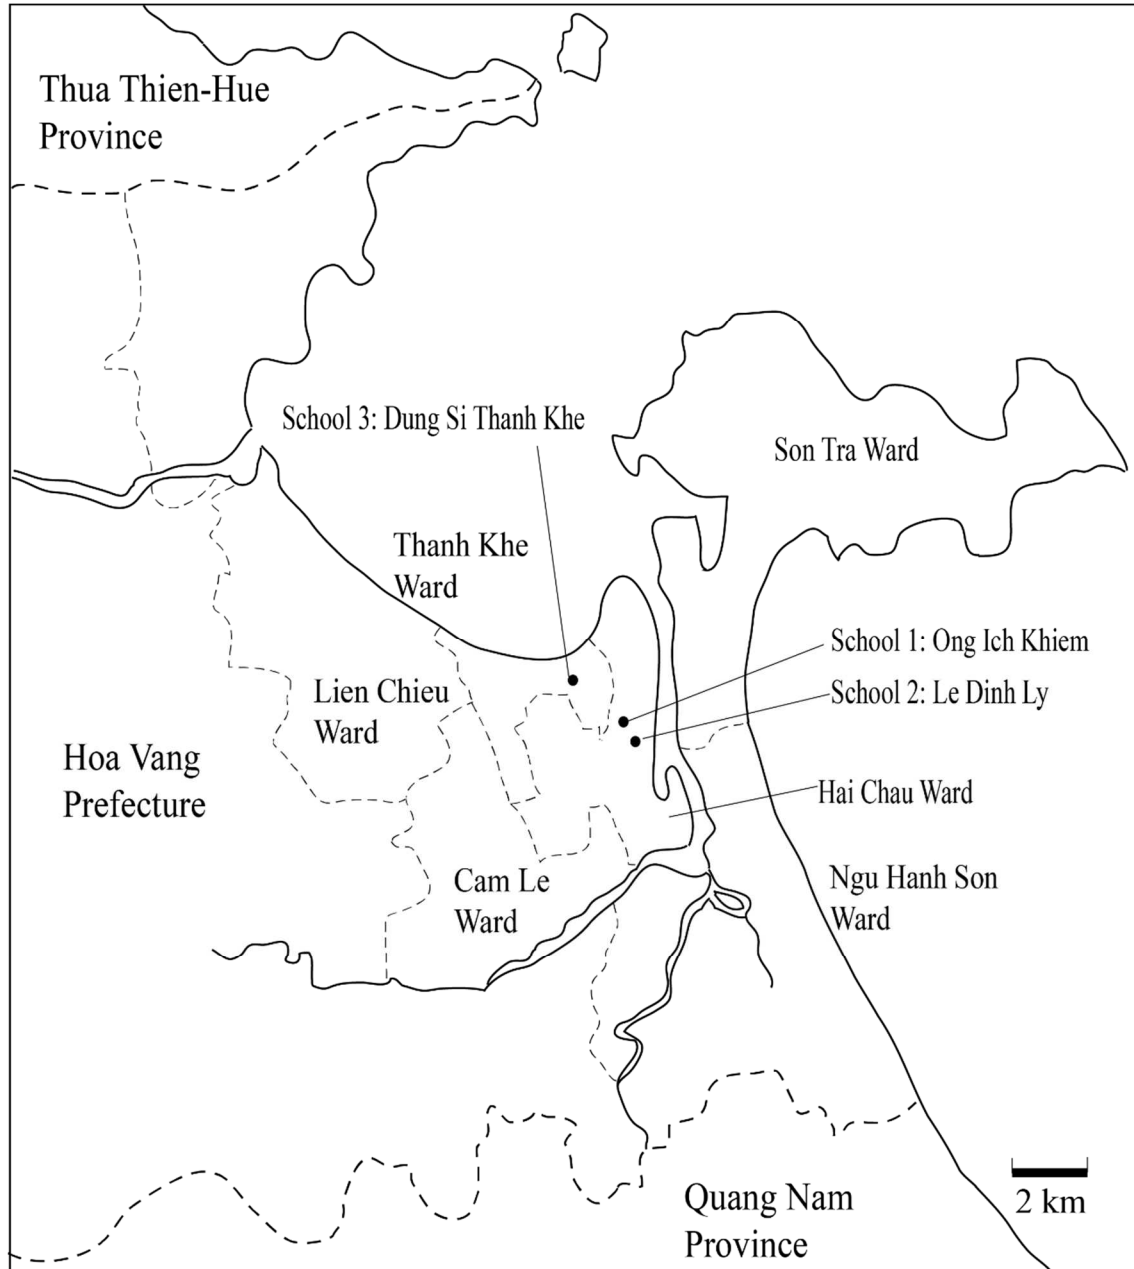 Thua Thien-Hue
Province
School 3: Dung Si Thanh Khe
Son Tra Ward
Thanh Khe
Ward
School 1: Ong Ich Khiem
School 2: Le Dinh Ly
Lien Chieu
Ward
Hoa Vang
Prefecture
Hai Chau Ward
Cam Le
Ward
Ngu Hanh Son
Ward
Quang Nam
Province
2 km